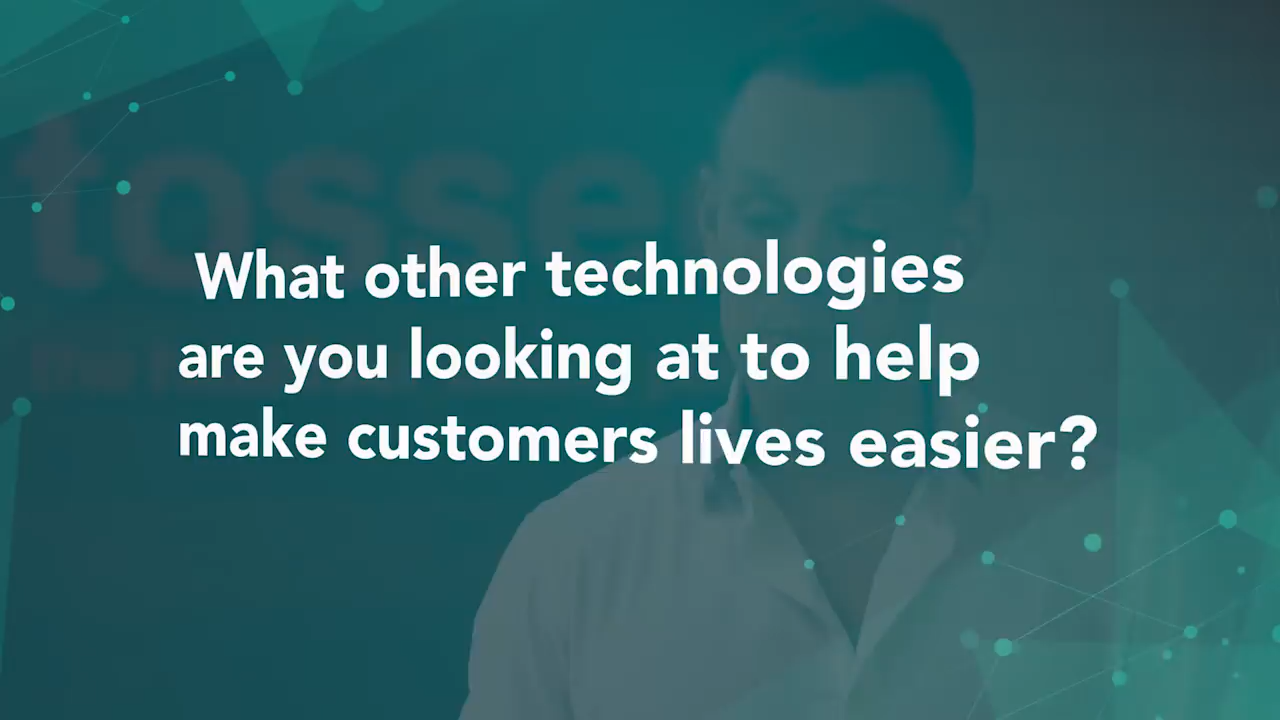 What other technologies
are you looking at to help
make customers lives easier?